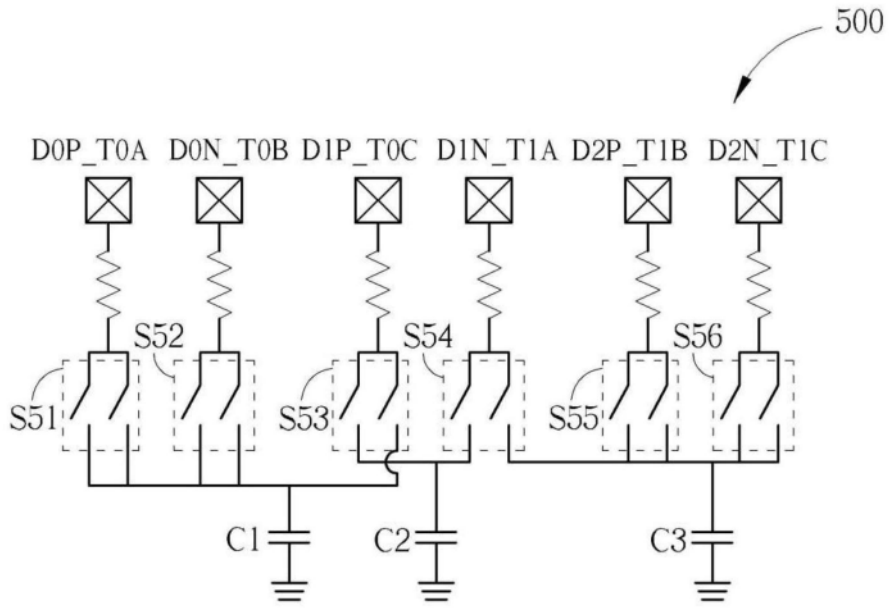 500
D0P_T0A D0N_T0B D1P_T0C D1N_T1A D2P_T1B D2N_T1C
S52 S54 S56
S51 S53 S55
C1 C2 C3